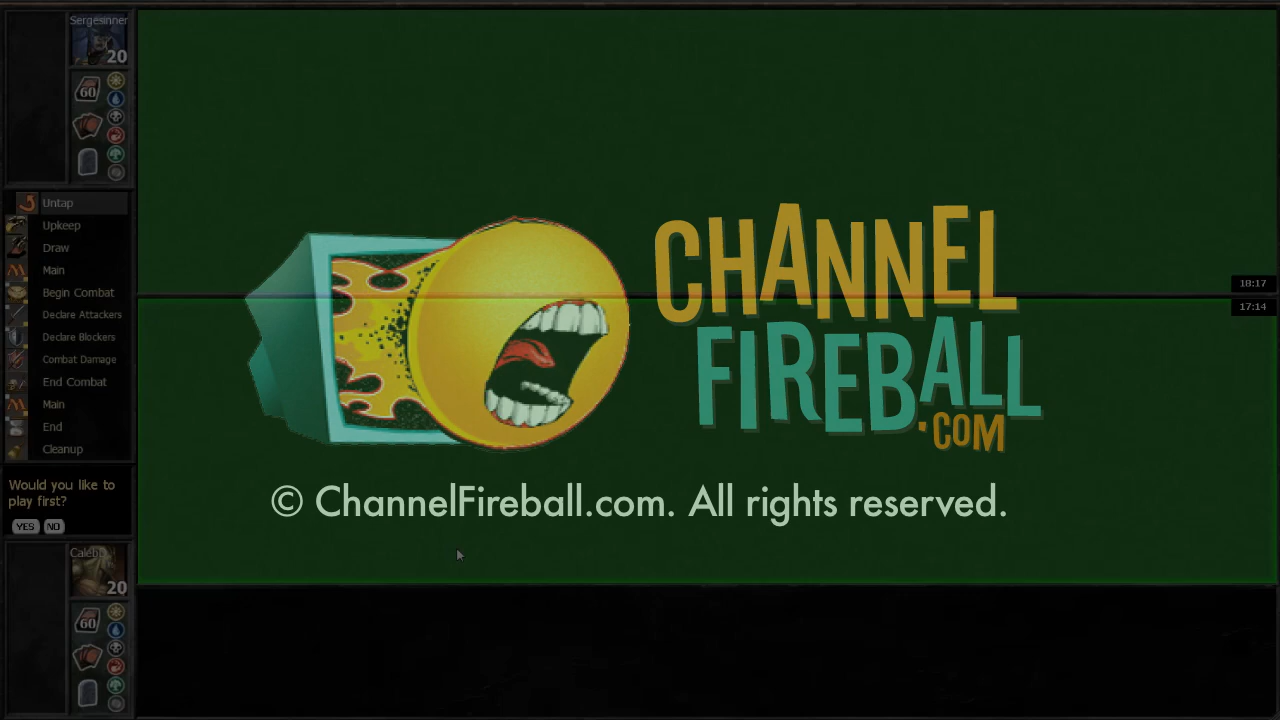 Sergesinner
20
60
Untap
Upkeep
Draw
Main
Begin Combat
Declare Attackers
Declare Blockers
Combat Damage
End Combat
Main
End
Cleanup
Would you like to
play first?
YES NO
Calebp
20
60
CHANNEL
FIREBALL
.COM
© ChannelFireball.com. All rights reserved.
18:17
17:14